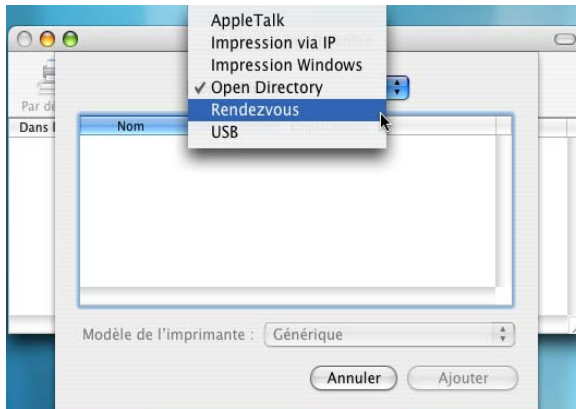 AppleTalk
Impression via IP
Impression Windows
✓ Open Directory
Rendezvous
USB
Par dé
Dans l
Nom
Modèle de l'imprimante :
Générique
Annuler
Ajouter